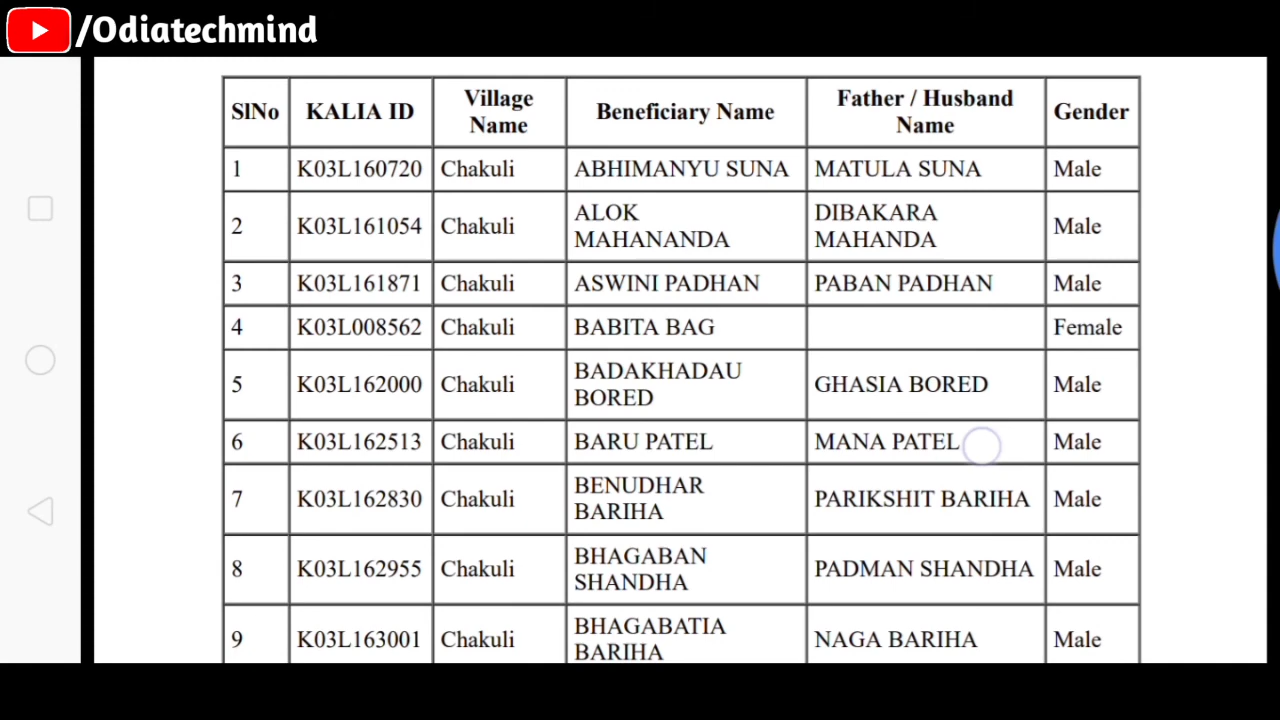 /Odiatechmind
SlNo KALIA ID Village Name Beneficiary Name Father / Husband Name Gender
1 K03L160720 Chakuli ABHIMANYU SUNA MATULA SUNA Male
2 K03L161054 Chakuli ALOK MAHANANDA DIBAKARA MAHANDA Male
3 K03L161871 Chakuli ASWINI PADHAN PABAN PADHAN Male
4 K03L008562 Chakuli BABITA BAG Female
5 K03L162000 Chakuli BADAKHADAU BORED GHASIA BORED Male
6 K03L162513 Chakuli BARU PATEL MANA PATEL Male
7 K03L162830 Chakuli BENUDHAR BARIHA PARIKSHIT BARIHA Male
8 K03L162955 Chakuli BHAGABAN SHANDHA PADMAN SHANDHA Male
9 K03L163001 Chakuli BHAGABATIA BARIHA NAGA BARIHA Male